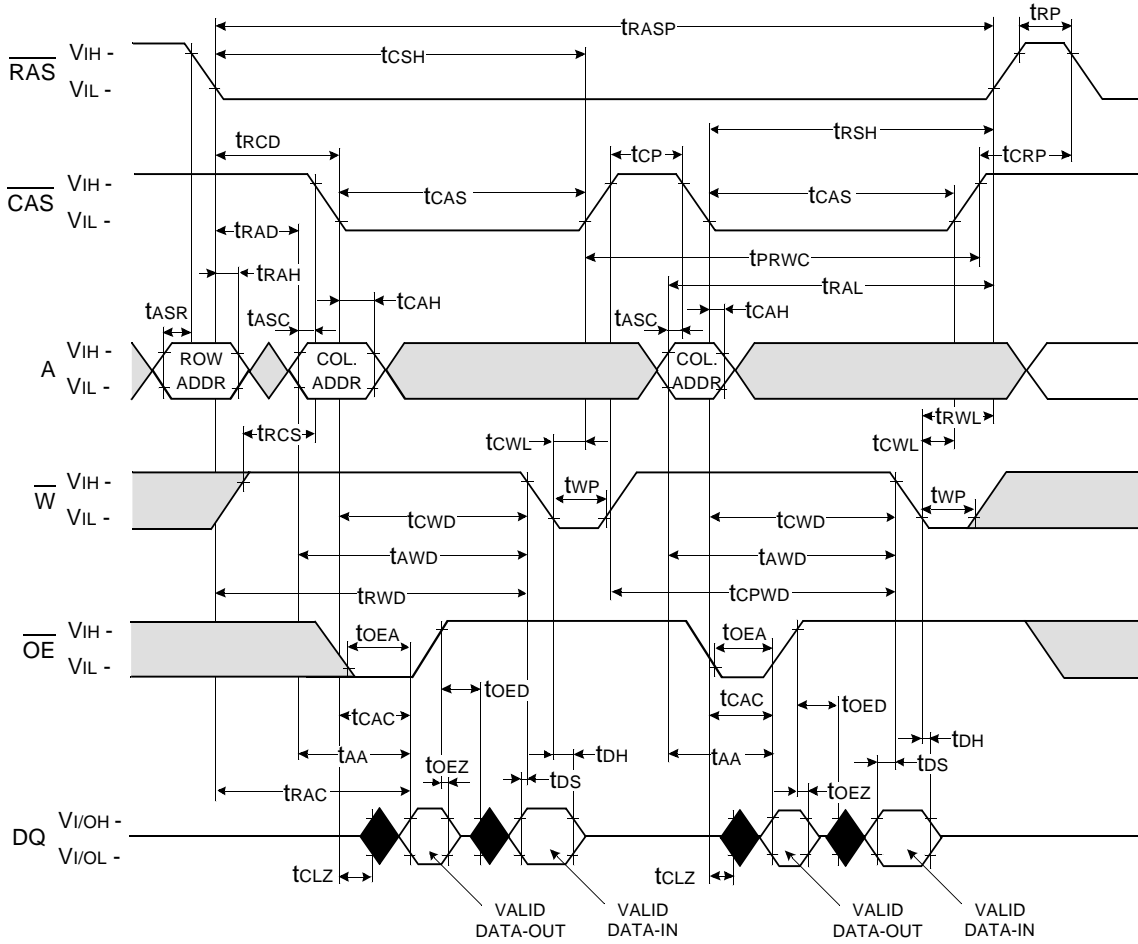 tRASP
tRP
VIH -
tCSH
RAS
VIL -
tRSH
tRCD
tCP
tCRP
VIH -
tCAS
tCAS
CAS
VIL -
tRAD
tPRWC
tRAH
tRAL
tASR
tASC
tCAH
tASC
tCAH
VIH -
A
VIL -
ROW
ADDR
COL.
ADDR
COL.
ADDR
tRWL
tRCS
tCWL
tCWL
VIH -
W
VIL -
tWP
tWP
tCWD
tCWD
tAWD
tAWD
tRWD
tCPWD
VIH -
OE
VIL -
tOEA
tOEA
tCAC
tOED
tCAC
tOED
tAA
tOEZ
tDH
tAA
tDH
tDS
tOEZ
tDS
tRAC
VI/OH -
DQ
VI/OL -
tCLZ
tCLZ
VALID
DATA-OUT
VALID
DATA-IN
VALID
DATA-OUT
VALID
DATA-IN